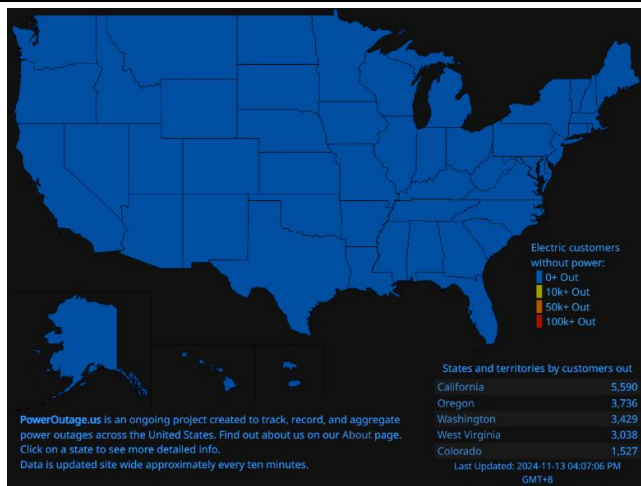 Electric customers
without power:
0+ Out
10k+ Out
50k+ Out
100k+ Out
States and territories by customers out
California 5,590
Oregon 3,736
Washington 3,429
West Virginia 3,038
Colorado 1,527
Last Updated: 2024-11-13 04:07:06 PM
GMT+8
PowerOutage.us is an ongoing project created to track, record, and aggregate
power outages across the United States. Find out about us on our About page.
Click on a state to see more detailed info.
Data is updated site wide approximately every ten minutes.